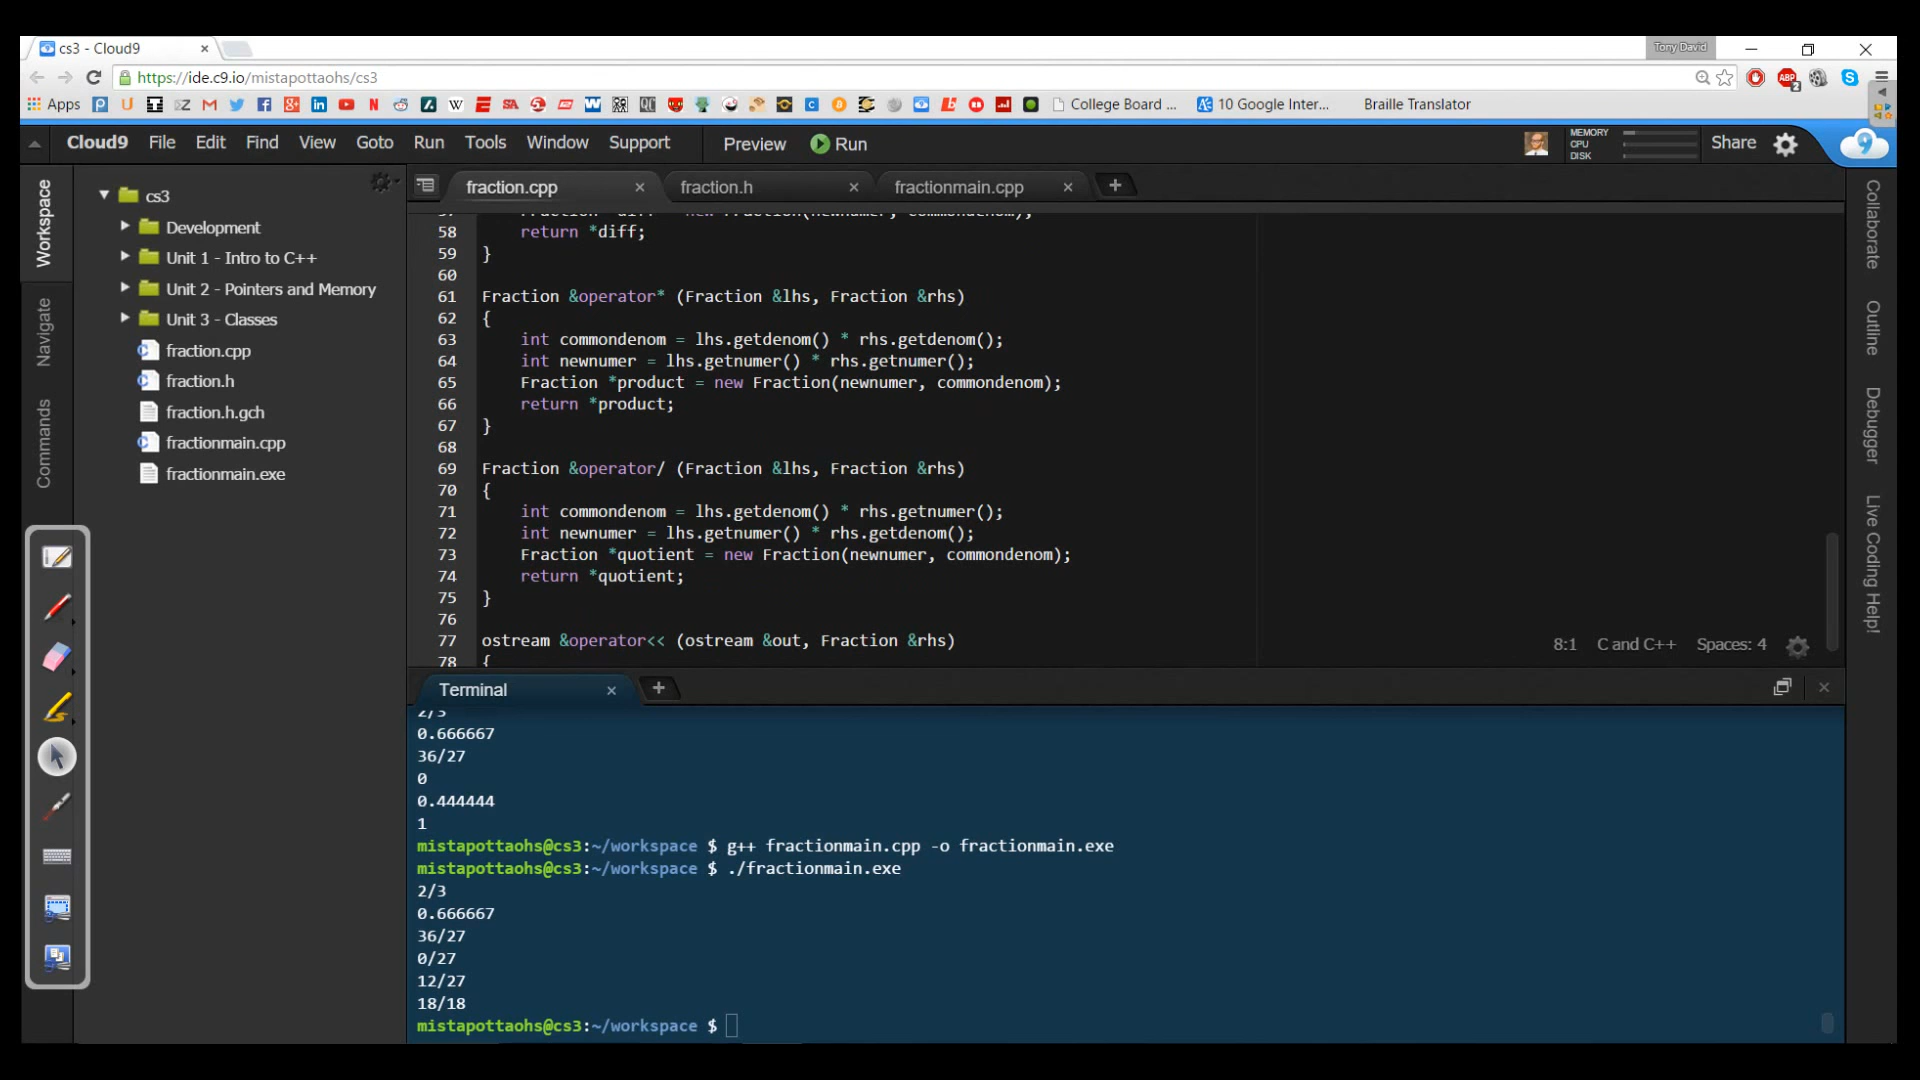 cs3 - Cloud9
Tony David
https://ide.c9.io/mistapottaohs/cs3
Apps
College Board ...
10 Google Inter...
Braille Translator
Cloud9 File Edit Find View Goto Run Tools Window Support Preview Run
MEMORY
CPU
DISK
Share
Workspace
Navigate
Commands
cs3
Development
Unit 1 - Intro to C++
Unit 2 - Pointers and Memory
Unit 3 - Classes
fraction.cpp
fraction.h
fraction.h.gch
fractionmain.cpp
fractionmain.exe
fraction.cpp fraction.h fractionmain.cpp
58 return *diff;
59 }
60
61 Fraction &operator* (Fraction &lhs, Fraction &rhs)
62 {
63 int commondenom = lhs.getdenom() * rhs.getdenom();
64 int newnumer = lhs.getnumer() * rhs.getnumer();
65 Fraction *product = new Fraction(newnumer, commondenom);
66 return *product;
67 }
68
69 Fraction &operator/ (Fraction &lhs, Fraction &rhs)
70 {
71 int commondenom = lhs.getdenom() * rhs.getnumer();
72 int newnumer = lhs.getnumer() * rhs.getdenom();
73 Fraction *quotient = new Fraction(newnumer, commondenom);
74 return *quotient;
75 }
76
77 ostream &operator<< (ostream &out, Fraction &rhs)
78 {
8:1 C and C++ Spaces: 4
Collaborate
Outline
Debugger
Live Coding Help!
Terminal
2/3
0.666667
36/27
0
0.444444
1
mistapottaohs@cs3:~/workspace $ g++ fractionmain.cpp -o fractionmain.exe
mistapottaohs@cs3:~/workspace $ ./fractionmain.exe
2/3
0.666667
36/27
0/27
12/27
18/18
mistapottaohs@cs3:~/workspace $